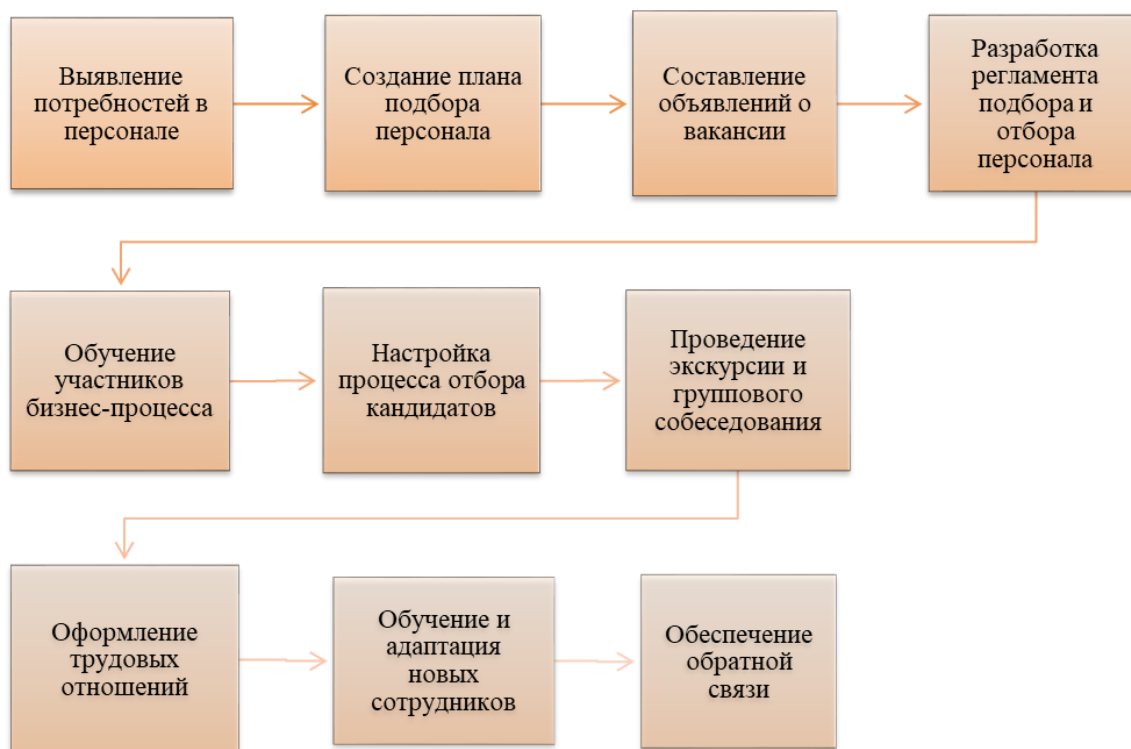 Выявление
потребностей в
персонале
Создание плана
подбора
персонала
Составление
объявлений о
вакансии
Разработка
регламента
подбора и
отбора
персонала
Обучение
участников
бизнес-процесса
Настройка
процесса отбора
кандидатов
Проведение
экскурсии и
группового
собеседования
Оформление
трудовых
отношений
Обучение и
адаптация
новых
сотрудников
Обеспечение
обратной
связи